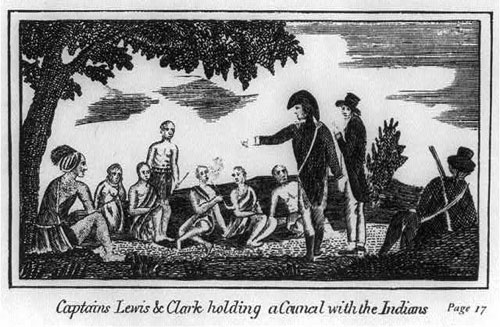 Captains Lewis & Clark holding a Council with the Indians Page 17